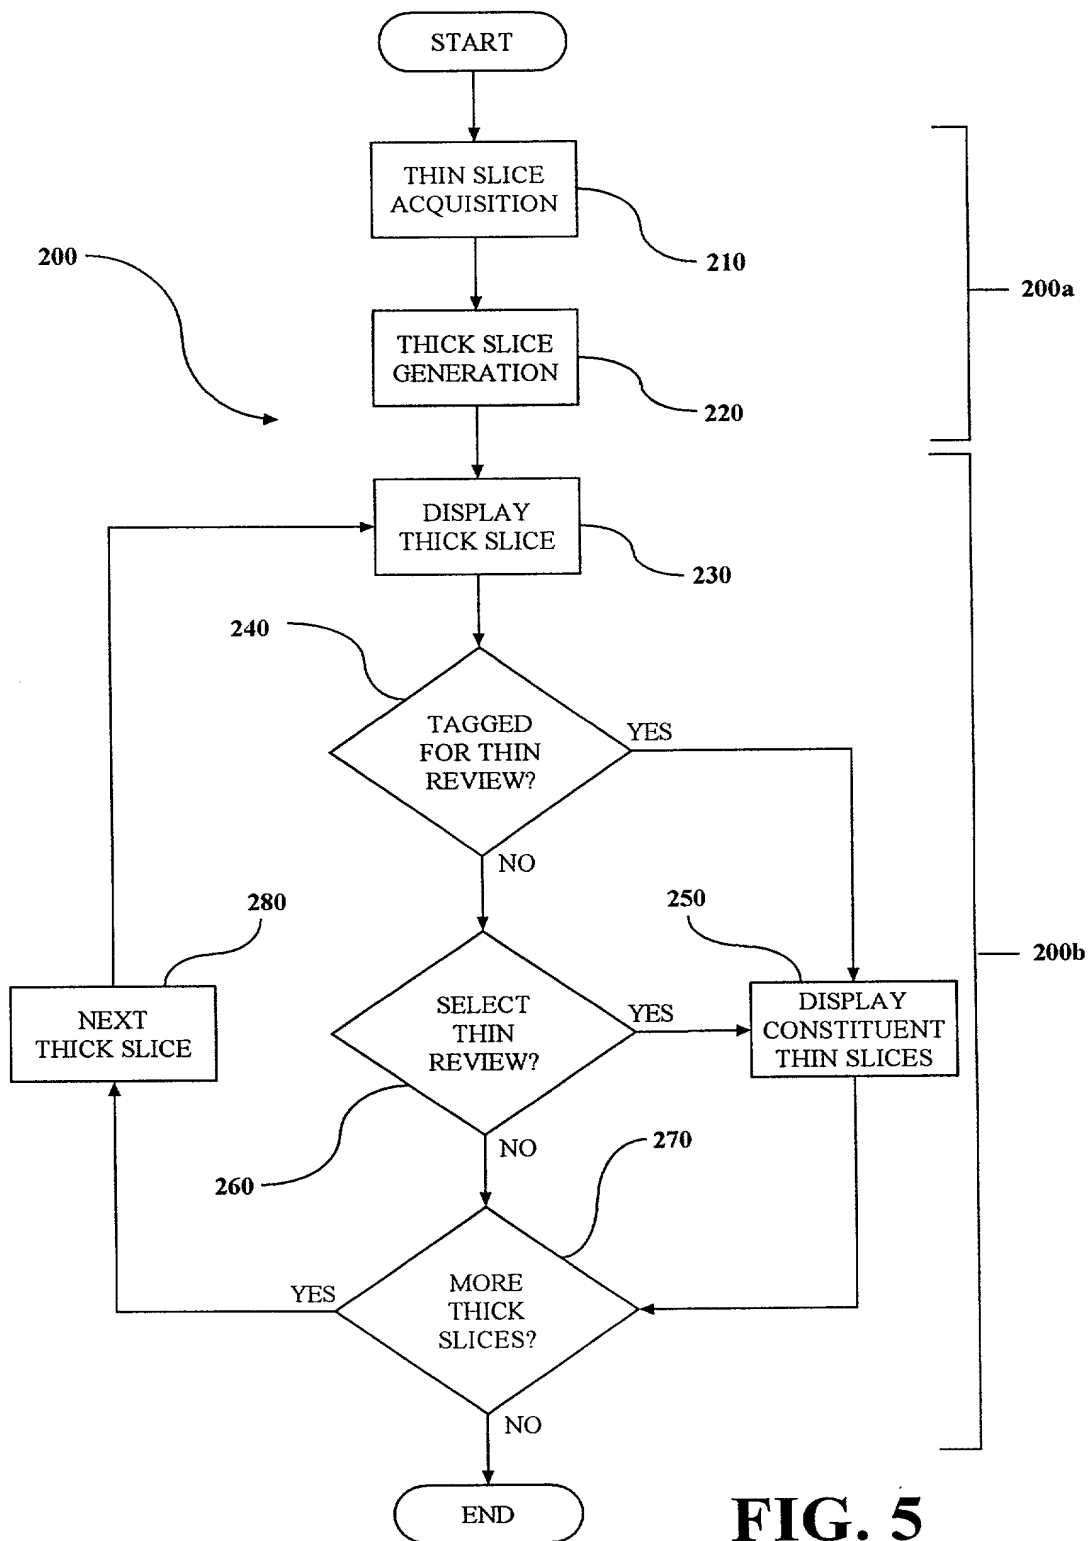 START
THIN SLICE
ACQUISITION
210
200
200a
THICK SLICE
GENERATION
220
DISPLAY
THICK SLICE
230
240
TAGGED
FOR THIN
REVIEW?
YES
NO
280
250
200b
NEXT
THICK SLICE
SELECT
THIN
REVIEW?
YES
DISPLAY
CONSTITUENT
THIN SLICES
NO
260
270
YES
MORE
THICK
SLICES?
NO
END
FIG. 5